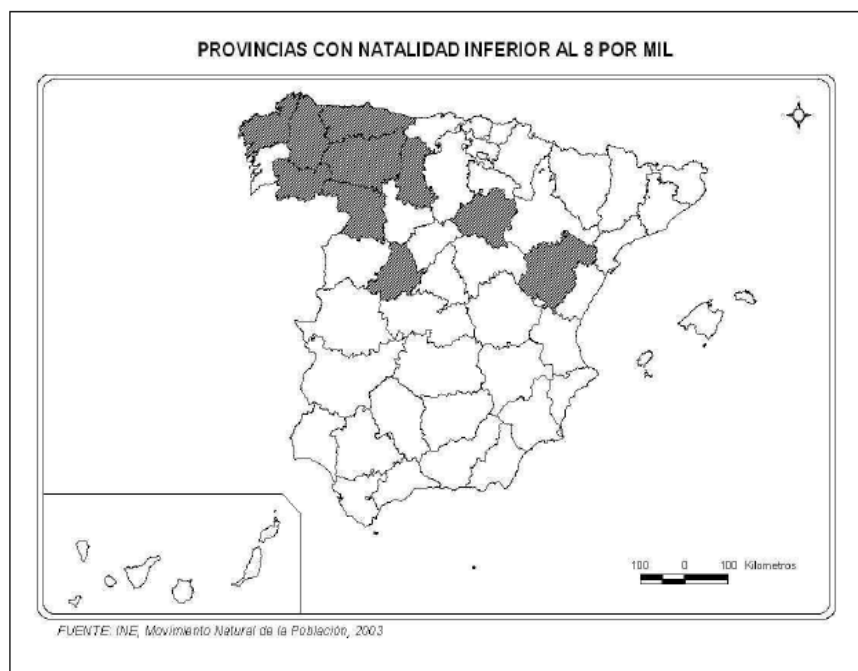 PROVINCIAS CON NATALIDAD INFERIOR AL 8 POR MIL
100 0 100 Kilometros
FUENTE: INE, Movimiento Natural de la Población, 2003